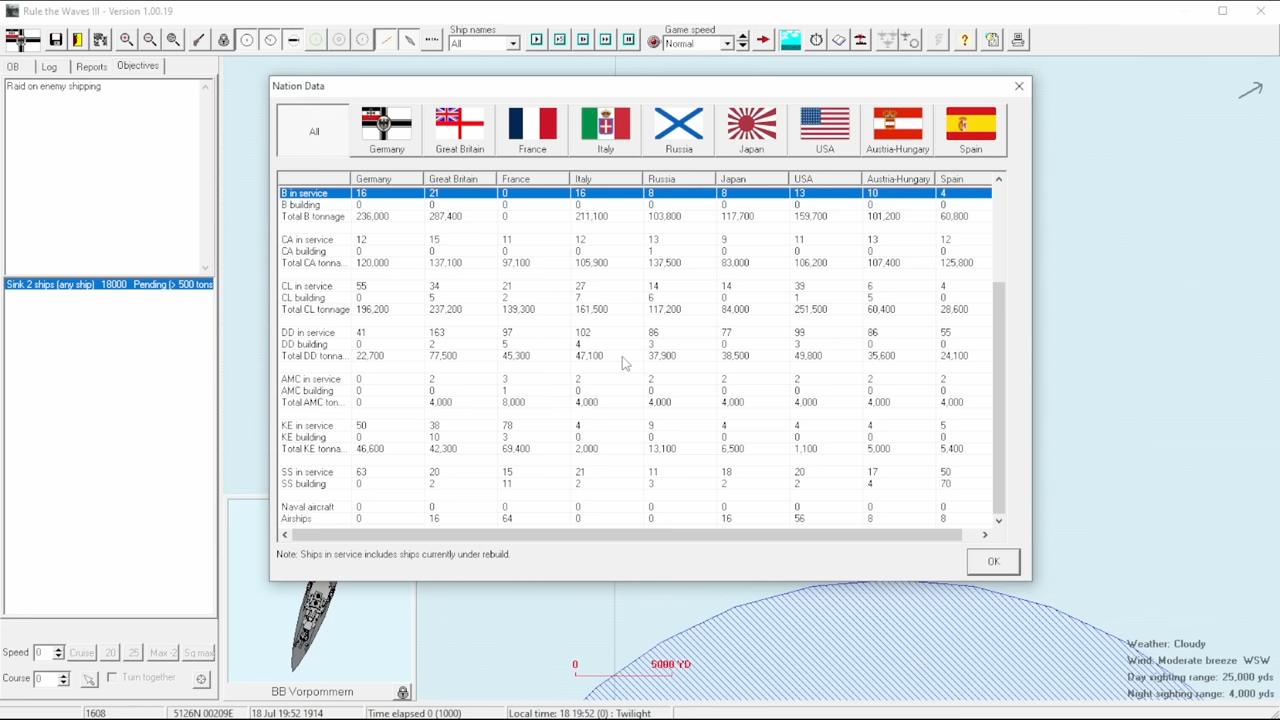 Rule the Waves III - Version 1.00.19
Ship names
All
Game speed
Normal
OB Log Reports Objectives
Raid on enemy shipping
Sink 2 ships (any ship) 18000 Pending (> 500 tons
Nation Data
All Germany Great Britain France Italy Russia Japan USA Austria-Hungary Spain
Germany Great Britain France Italy Russia Japan USA Austria-Hungary Spain
B in service 16 21 0 16 8 8 13 10 4
B building 0 0 0 0 0 0 0 0 0
Total B tonnage 236,000 287,400 0 211,100 103,800 117,700 159,700 101,200 60,800
CA in service 12 15 11 12 13 9 11 13 12
CA building 0 0 0 0 1 0 0 0 0
Total CA tonna... 120,000 137,100 97,100 105,900 137,500 83,000 106,200 107,400 125,800
CL in service 55 34 21 27 14 14 39 6 4
CL building 0 5 2 7 6 0 1 5 0
Total CL tonnage 196,200 237,200 139,300 161,500 117,200 84,000 251,500 60,400 28,600
DD in service 41 163 97 102 86 77 99 86 55
DD building 0 2 5 4 3 0 3 0 0
Total DD tonna... 22,700 77,500 45,300 47,100 37,900 38,500 49,800 35,600 24,100
AMC in service 0 2 3 2 2 2 2 2 2
AMC building 0 0 1 0 0 0 0 0 0
Total AMC ton... 0 4,000 8,000 4,000 4,000 4,000 4,000 4,000 4,000
KE in service 50 38 78 4 9 4 4 4 5
KE building 0 10 3 0 0 0 0 0 0
Total KE tonna... 46,600 42,300 69,400 2,000 13,100 6,500 1,100 5,000 5,400
SS in service 63 20 15 21 11 18 20 17 50
SS building 0 2 11 2 3 2 2 4 70
Naval aircraft 0 0 0 0 0 0 0 0 0
Airships 0 16 64 0 0 16 56 8 8
Note: Ships in service includes ships currently under rebuild.
OK
Speed 0 Cruise 20 25 Max -2 Sq max
Course 0 Turn together
BB Vorpommern
0 5000 YD
Weather: Cloudy
Wind: Moderate breeze WSW
Day sighting range: 25,000 yds
Night sighting range: 4,000 yds
1608 5126N 00209E 18 Jul 19:52 1914 Time elapsed 0 (1000) Local time: 18 19:52 (0) : Twilight